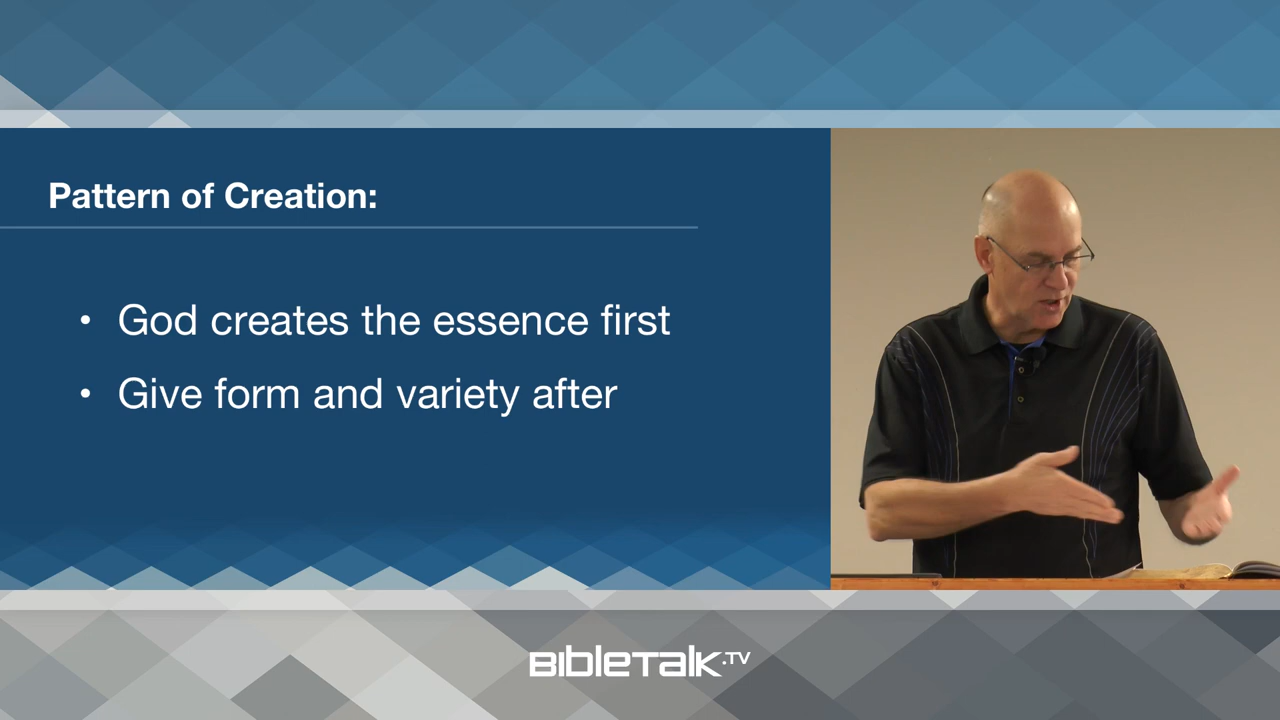 Pattern of Creation:
• God creates the essence first
• Give form and variety after
BIBLETALK.TV